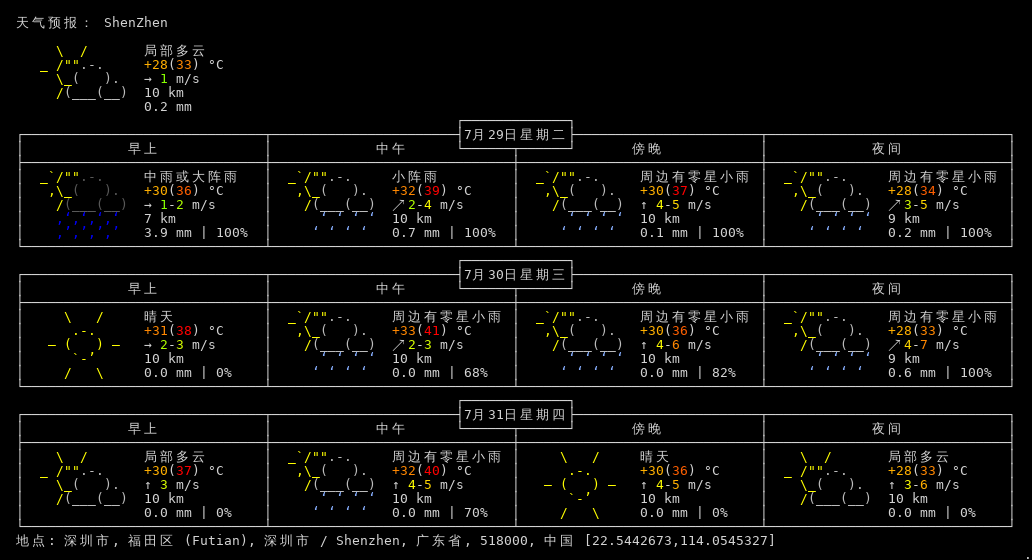 天气预报： ShenZhen
局部多云
+28(33) °C
→ 1 m/s
10 km
0.2 mm
7月29日星期二
早上 中午 傍晚 夜间
中雨或大阵雨 小阵雨 周边有零星小雨 周边有零星小雨
+30(36) °C +32(39) °C +30(37) °C +28(34) °C
→ 1-2 m/s ↗ 2-4 m/s ↑ 4-5 m/s ↗ 3-5 m/s
7 km 10 km 10 km 9 km
3.9 mm | 100% 0.7 mm | 100% 0.1 mm | 100% 0.2 mm | 100%
7月30日星期三
早上 中午 傍晚 夜间
晴天 周边有零星小雨 周边有零星小雨 周边有零星小雨
+31(38) °C +33(41) °C +30(36) °C +28(33) °C
→ 2-3 m/s ↗ 2-3 m/s ↑ 4-6 m/s ↗ 4-7 m/s
10 km 10 km 10 km 9 km
0.0 mm | 0% 0.0 mm | 68% 0.0 mm | 82% 0.6 mm | 100%
7月31日星期四
早上 中午 傍晚 夜间
局部多云 周边有零星小雨 晴天 局部多云
+30(37) °C +32(40) °C +30(36) °C +28(33) °C
↑ 3 m/s ↑ 4-5 m/s ↑ 4-5 m/s ↑ 3-6 m/s
10 km 10 km 10 km 10 km
0.0 mm | 0% 0.0 mm | 70% 0.0 mm | 0% 0.0 mm | 0%
地点: 深圳市, 福田区 (Futian), 深圳市 / Shenzhen, 广东省, 518000, 中国 [22.5442673,114.0545327]